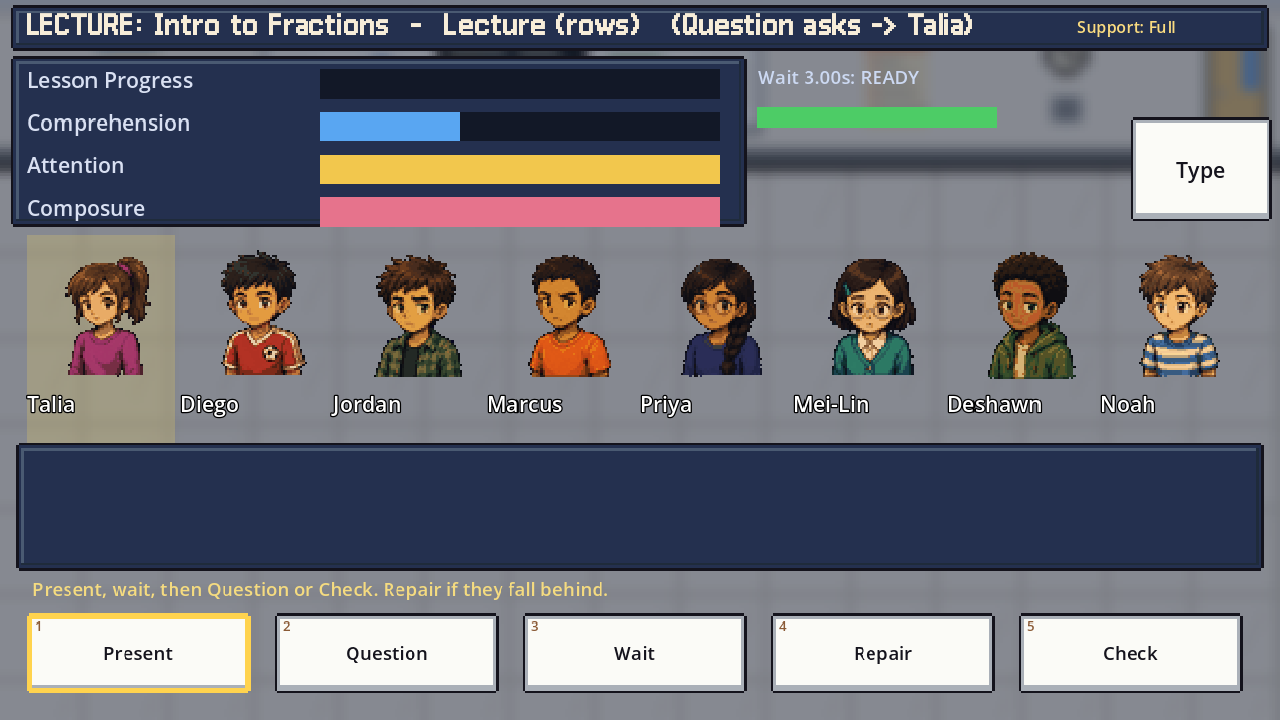 LECTURE: Intro to Fractions - Lecture (rows) (Question asks -> Talia)
Support: Full
Lesson Progress
Comprehension
Attention
Composure
Wait 3.00s: READY
Type
Talia
Diego
Jordan
Marcus
Priya
Mei-Lin
Deshawn
Noah
Present, wait, then Question or Check. Repair if they fall behind.
1
Present
2
Question
3
Wait
4
Repair
5
Check